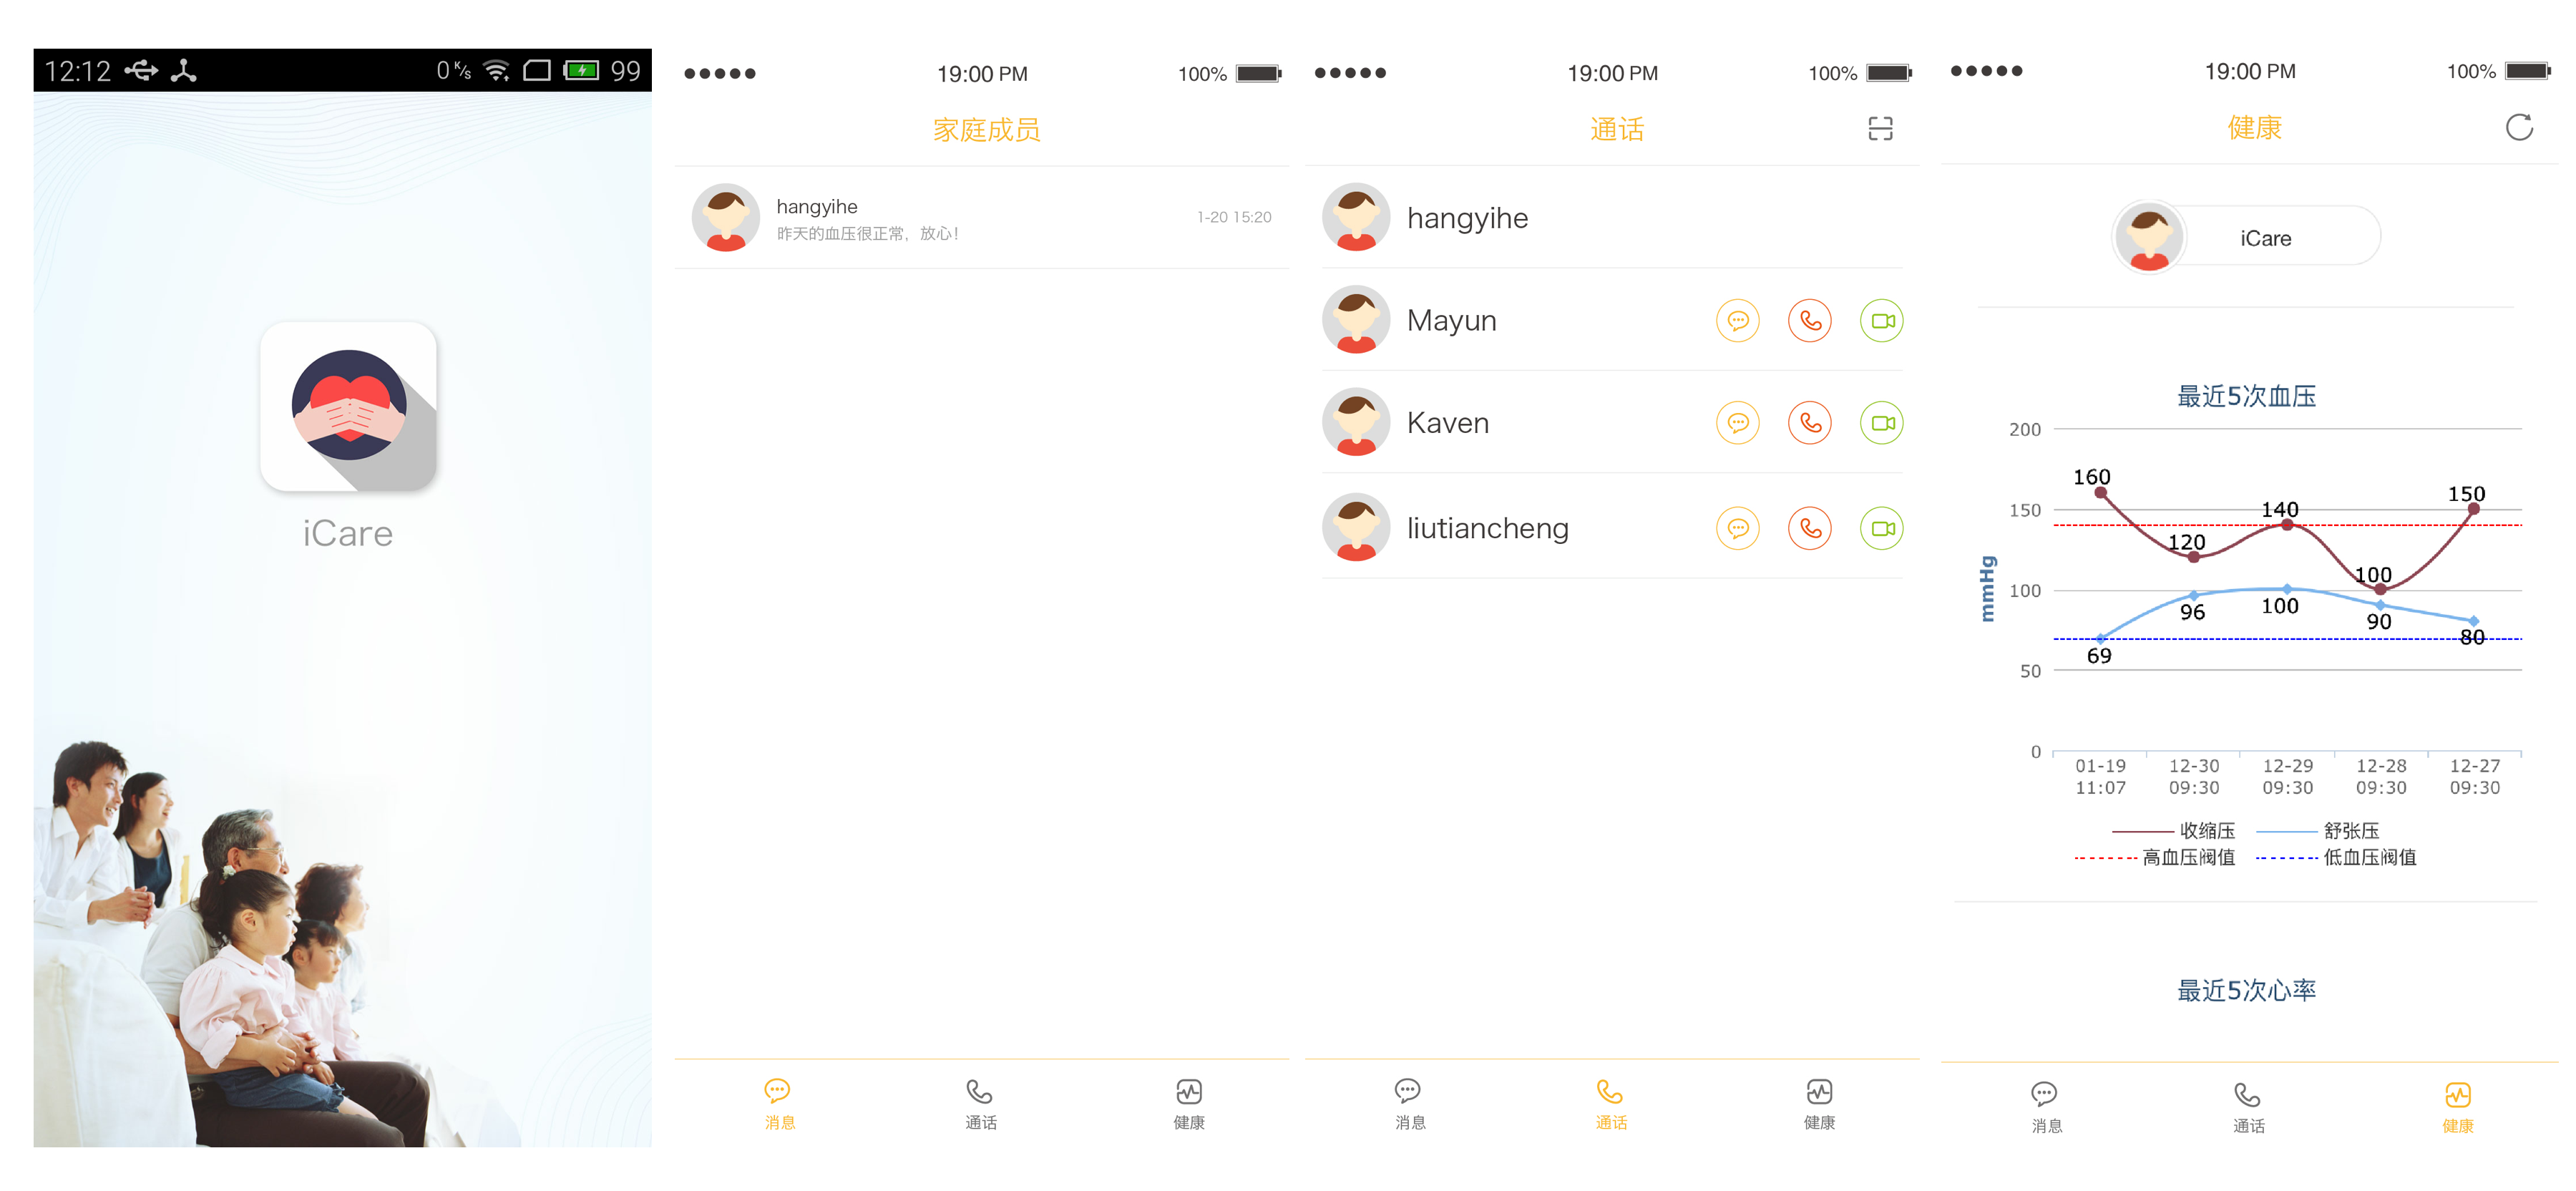 12:12
0 K/s
99
iCare
19:00 PM
100%
家庭成员
hangyihe
昨天的血压很正常，放心！
1-20 15:20
消息
通话
健康
19:00 PM
100%
通话
hangyihe
Mayun
Kaven
liutiancheng
消息
通话
健康
19:00 PM
100%
健康
iCare
最近5次血压
200
150
100
50
0
mmHg
160
120
140
100
150
69
96
100
90
80
01-19
11:07
12-30
09:30
12-29
09:30
12-28
09:30
12-27
09:30
收缩压
舒张压
高血压阀值
低血压阀值
最近5次心率
消息
通话
健康